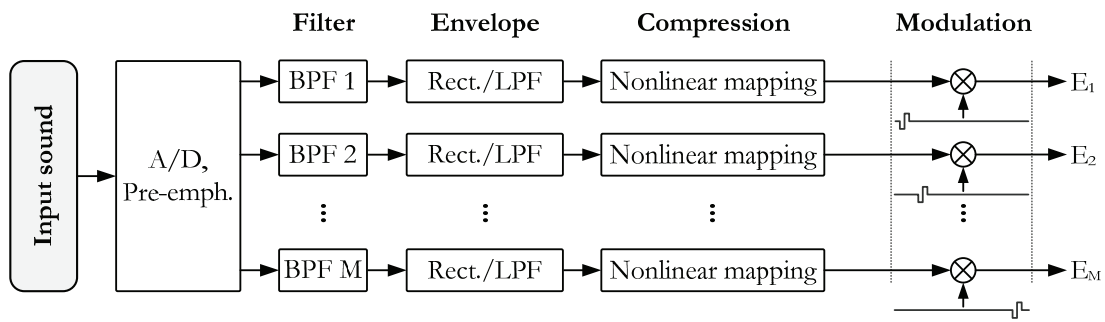 Filter Envelope Compression Modulation
Input sound
A/D,
Pre-emph.
BPF 1 Rect./LPF Nonlinear mapping E1
BPF 2 Rect./LPF Nonlinear mapping E2
BPF M Rect./LPF Nonlinear mapping EM